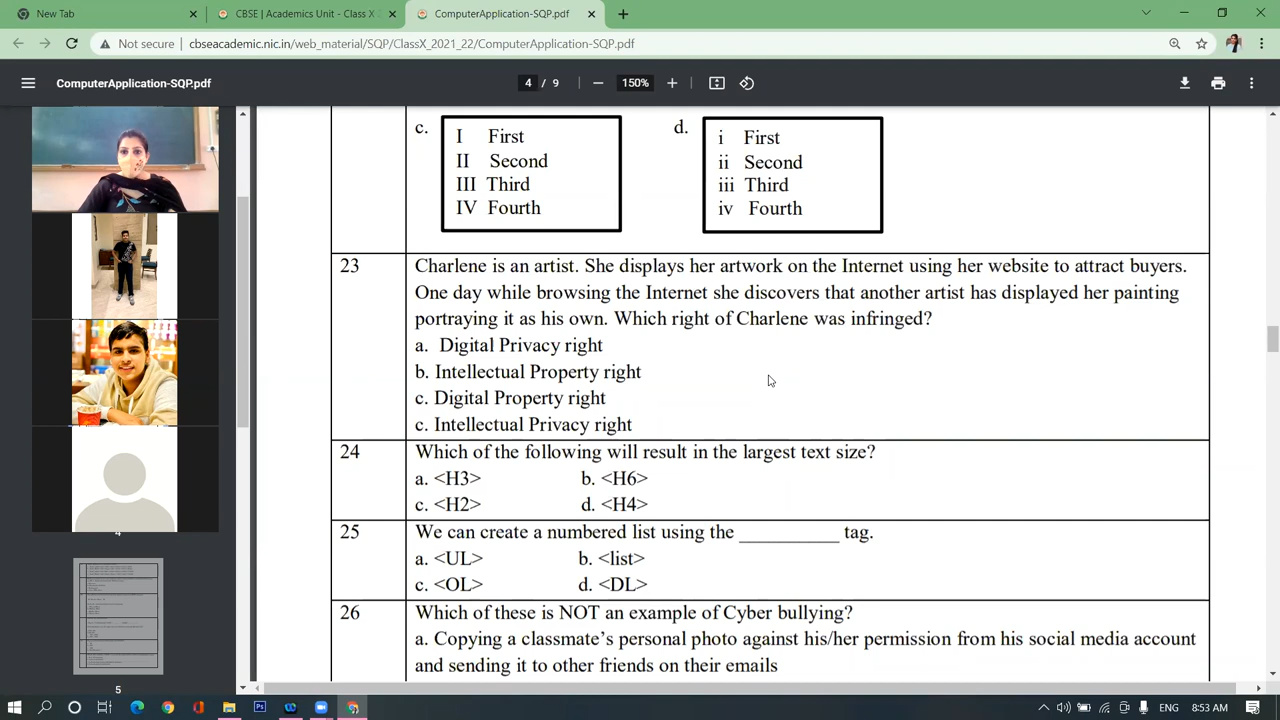 New Tab
CBSE | Academics Unit - Class X
ComputerApplication-SQP.pdf
Not secure cbseacademic.nic.in/web_material/SQP/ClassX_2021_22/ComputerApplication-SQP.pdf
ComputerApplication-SQP.pdf
4 / 9
150%
c.
I First
II Second
III Third
IV Fourth
d.
i First
ii Second
iii Third
iv Fourth
23
Charlene is an artist. She displays her artwork on the Internet using her website to attract buyers.
One day while browsing the Internet she discovers that another artist has displayed her painting
portraying it as his own. Which right of Charlene was infringed?
a. Digital Privacy right
b. Intellectual Property right
c. Digital Property right
c. Intellectual Privacy right
24
Which of the following will result in the largest text size?
a. <H3> b. <H6>
c. <H2> d. <H4>
25
We can create a numbered list using the __________ tag.
a. <UL> b. <list>
c. <OL> d. <DL>
26
Which of these is NOT an example of Cyber bullying?
a. Copying a classmate’s personal photo against his/her permission from his social media account
and sending it to other friends on their emails
4
5
ENG 8:53 AM